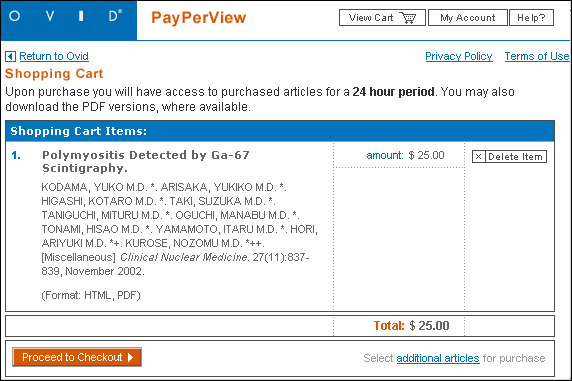 OVID® PayPerView View Cart My Account Help?
Return to Ovid Privacy Policy Terms of Use
Shopping Cart
Upon purchase you will have access to purchased articles for a 24 hour period. You may also
download the PDF versions, where available.
Shopping Cart Items:
1. Polymyositis Detected by Ga-67 amount: $ 25.00 × Delete Item
Scintigraphy.
KODAMA, YUKO M.D. *. ARISAKA, YUKIKO M.D. *.
HIGASHI, KOTARO M.D. *. TAKI, SUZUKA M.D. *.
TANIGUCHI, MITURU M.D. *. OGUCHI, MANABU M.D. *.
TONAMI, HISAO M.D. *. YAMAMOTO, ITARU M.D. *. HORI,
ARIYUKI M.D. *+. KUROSE, NOZOMU M.D. *++.
[Miscellaneous] Clinical Nuclear Medicine. 27(11):837-
839, November 2002.
(Format: HTML, PDF)
Total: $ 25.00
Proceed to Checkout Select additional articles for purchase